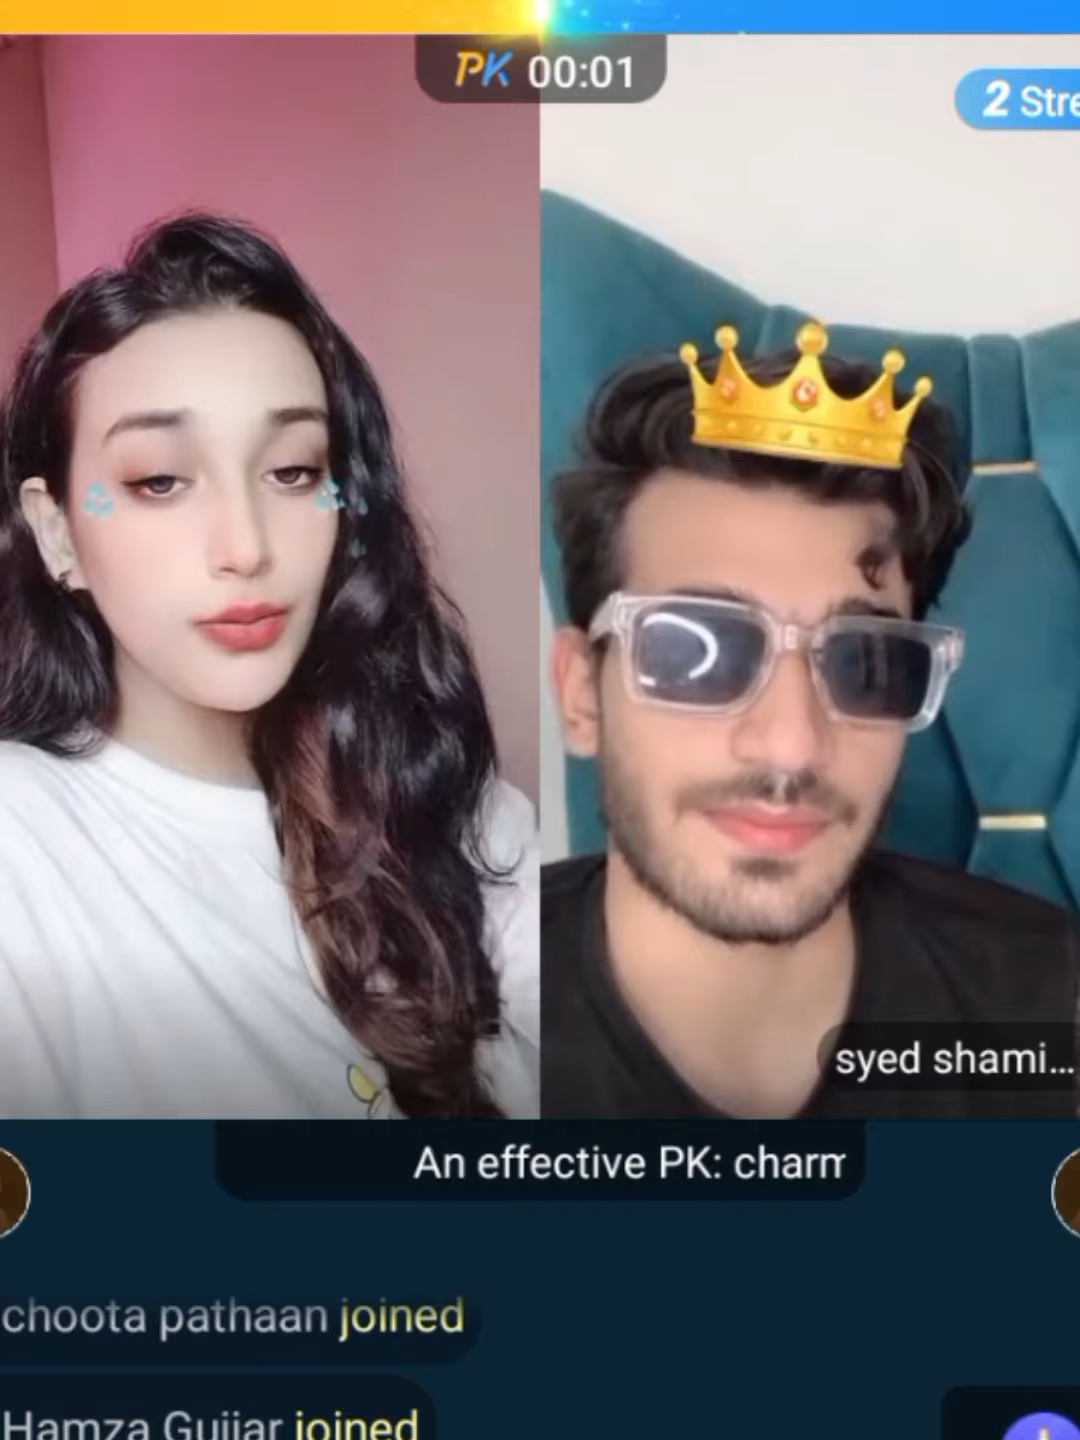 PK 00:01
2 Stre
syed shami...
An effective PK: charm
choota pathaan joined
Hamza Gujjar joined